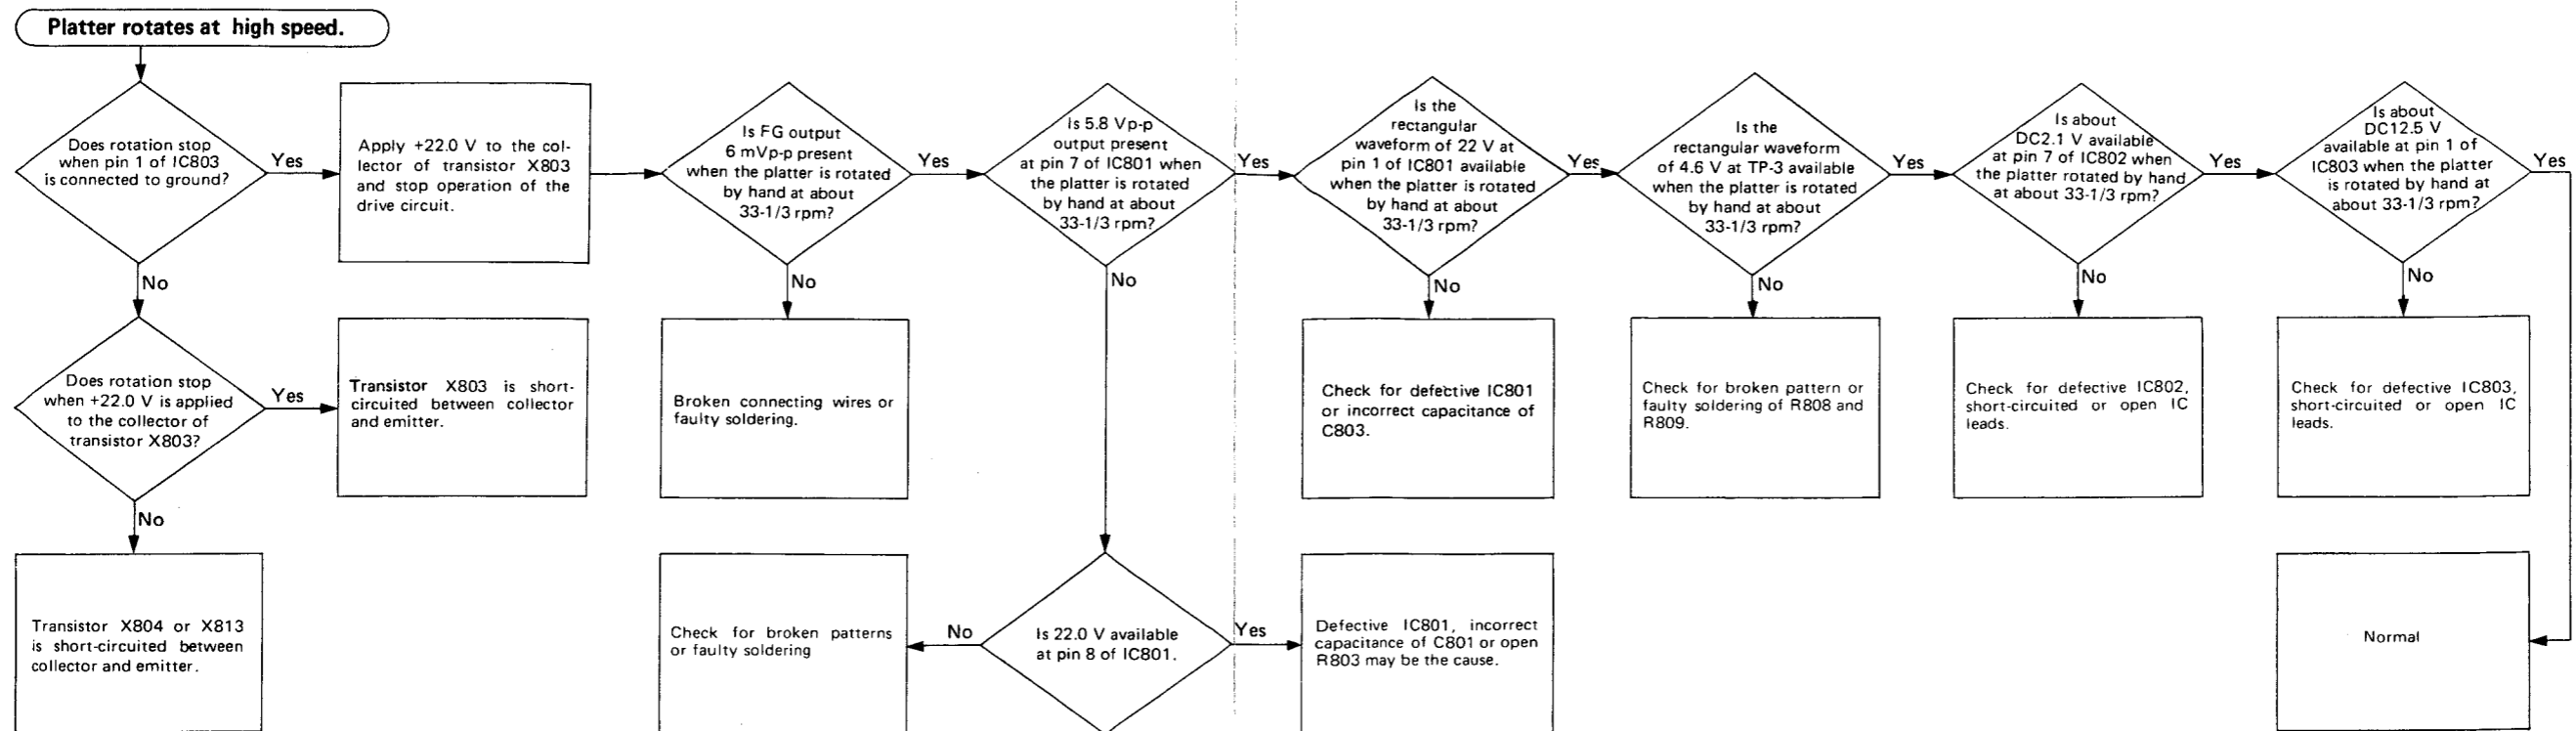 Platter rotates at high speed.
Does rotation stop
when pin 1 of IC803
is connected to ground?
Yes
Apply +22.0 V to the col-
lector of transistor X803
and stop operation of the
drive circuit.
Is FG output
6 mVp-p present
when the platter is rotated
by hand at about
33-1/3 rpm?
Yes
Is 5.8 Vp-p
output present
at pin 7 of IC801 when
the platter is rotated
by hand at about
33-1/3 rpm?
Yes
Is the
rectangular
waveform of 22 V at
pin 1 of IC801 available
when the platter is rotated
by hand at about
33-1/3 rpm?
Yes
Is the
rectangular waveform
of 4.6 V at TP-3 available
when the platter is rotated
by hand at about
33-1/3 rpm?
Yes
Is about
DC2.1 V available
at pin 7 of IC802 when
the platter rotated by hand
at about 33-1/3 rpm?
Yes
Is about
DC12.5 V
available at pin 1 of
IC803 when the platter
is rotated by hand at
about 33-1/3 rpm?
Yes
No
No
No
No
No
No
No
Does rotation stop
when +22.0 V is applied
to the collector of
transistor X803?
Yes
Transistor X803 is short-
circuited between collector
and emitter.
Broken connecting wires or
faulty soldering.
Check for defective IC801
or incorrect capacitance of
C803.
Check for broken pattern or
faulty soldering of R808 and
R809.
Check for defective IC802,
short-circuited or open IC
leads.
Check for defective IC803,
short-circuited or open IC
leads.
No
Transistor X804 or X813
is short-circuited between
collector and emitter.
Check for broken patterns
or faulty soldering
No
Is 22.0 V available
at pin 8 of IC801.
Yes
Defective IC801, incorrect
capacitance of C801 or open
R803 may be the cause.
Normal